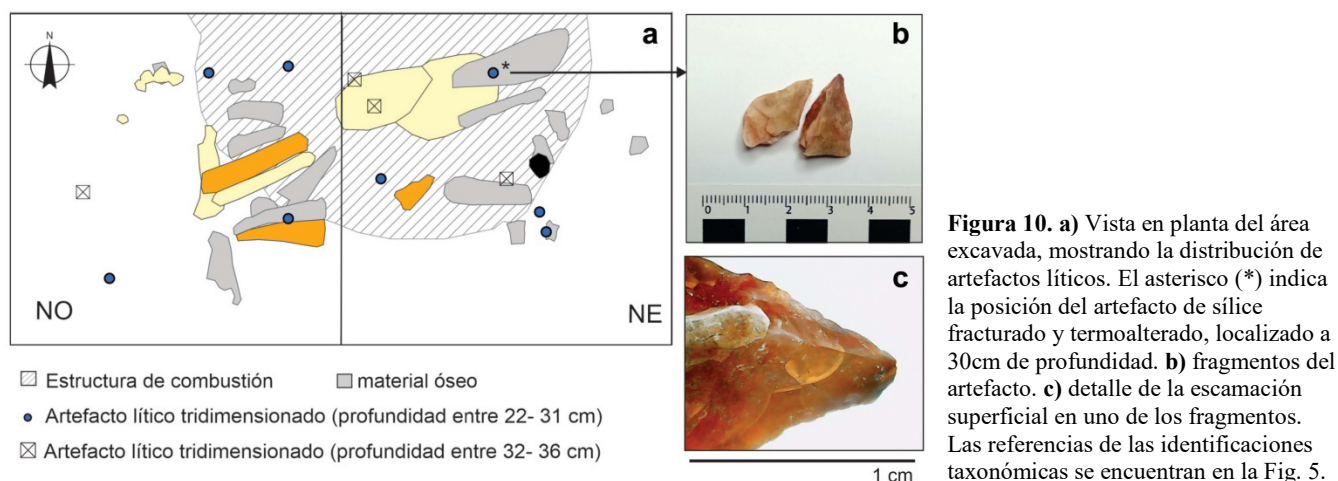 N
a
*
NO
NE
b
0 1 2 3 4 5
c
1 cm
Estructura de combustión
material óseo
Artefacto lítico tridimensionado (profundidad entre 22- 31 cm)
Artefacto lítico tridimensionado (profundidad entre 32- 36 cm)
Figura 10. a) Vista en planta del área
excavada, mostrando la distribución de
artefactos líticos. El asterisco (*) indica
la posición del artefacto de sílice
fracturado y termoalterado, localizado a
30cm de profundidad. b) fragmentos del
artefacto. c) detalle de la escamación
superficial en uno de los fragmentos.
Las referencias de las identificaciones
taxonómicas se encuentran en la Fig. 5.